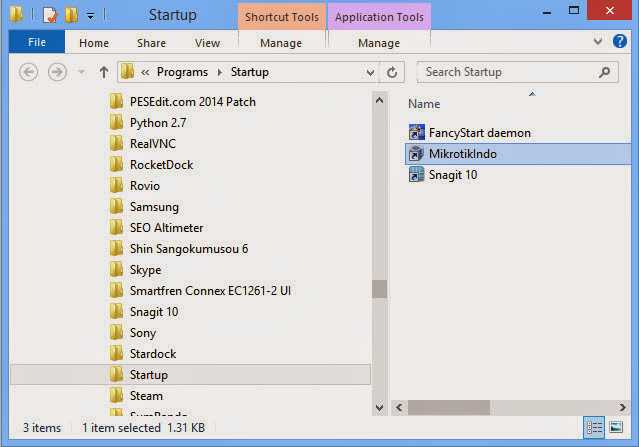 Startup
Shortcut Tools
Application Tools
File
Home
Share
View
Manage
Manage
Programs
Startup
Search Startup
PESEdit.com 2014 Patch
Python 2.7
RealVNC
RocketDock
Rovio
Samsung
SEO Altimeter
Shin Sangokumusou 6
Skype
Smartfren Connex EC1261-2 UI
Snagit 10
Sony
Stardock
Startup
Steam
Name
FancyStart daemon
MikrotikIndo
Snagit 10
3 items
1 item selected 1.31 KB